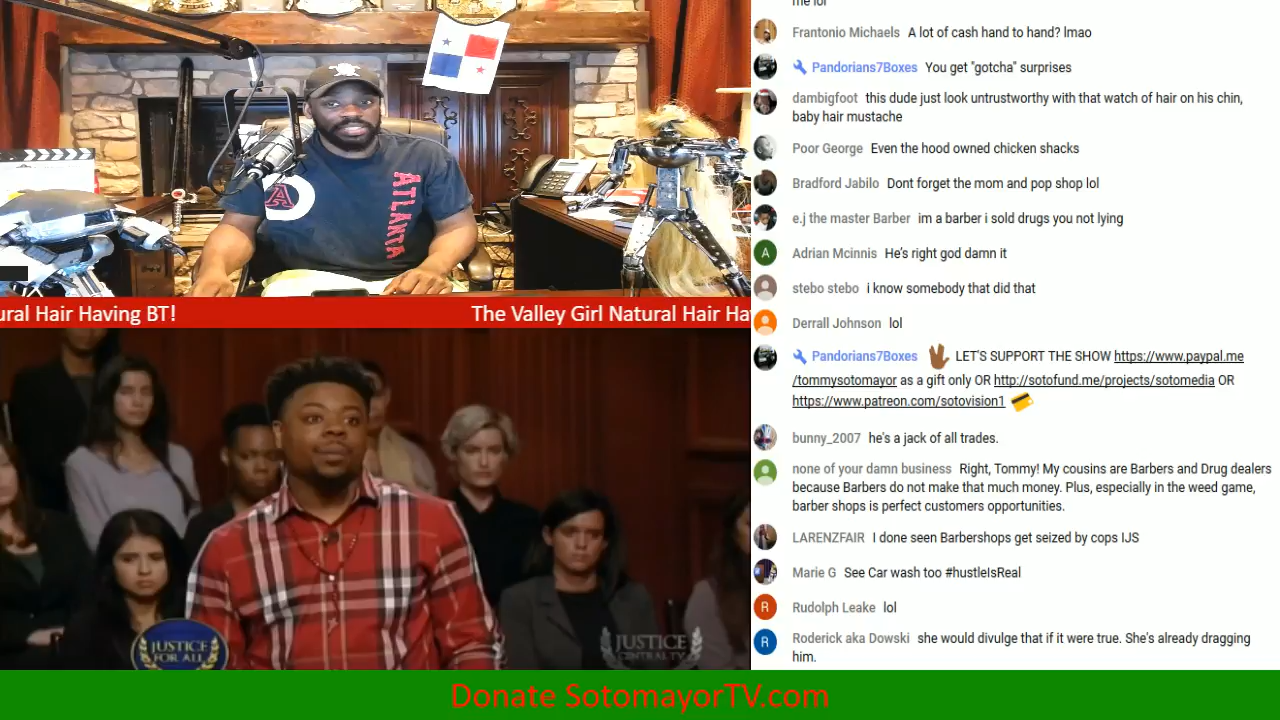 A
ATLANTA
ural Hair Having BT!
The Valley Girl Natural Hair Ha
JUSTICE
FOR ALL
JUSTICE
CENTRAL.TV
me lol
Frantonio Michaels A lot of cash hand to hand? lmao
Pandorians7Boxes You get "gotcha" surprises
dambigfoot this dude just look untrustworthy with that watch of hair on his chin,
baby hair mustache
Poor George Even the hood owned chicken shacks
Bradford Jabilo Dont forget the mom and pop shop lol
e.j the master Barber im a barber i sold drugs you not lying
A
Adrian Mcinnis He's right god damn it
stebo stebo i know somebody that did that
Derrall Johnson lol
Pandorians7Boxes LET'S SUPPORT THE SHOW https://www.paypal.me
/tommysotomayor as a gift only OR http://sotofund.me/projects/sotomedia OR
https://www.patreon.com/sotovision1
bunny_2007 he's a jack of all trades.
none of your damn business Right, Tommy! My cousins are Barbers and Drug dealers
because Barbers do not make that much money. Plus, especially in the weed game,
barber shops is perfect customers opportunities.
LARENZFAIR I done seen Barbershops get seized by cops IJS
Marie G See Car wash too #hustleIsReal
R
Rudolph Leake lol
R
Roderick aka Dowski she would divulge that if it were true. She's already dragging
him.
Donate SotomayorTV.com